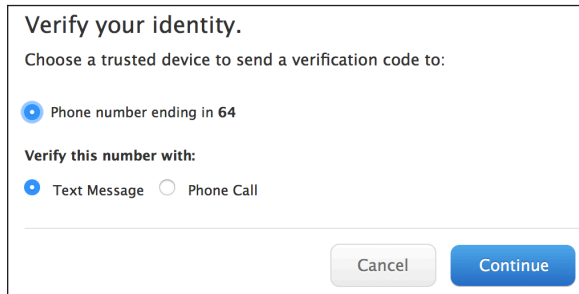 Verify your identity.
Choose a trusted device to send a verification code to:
Phone number ending in 64
Verify this number with:
Text Message Phone Call
Cancel Continue